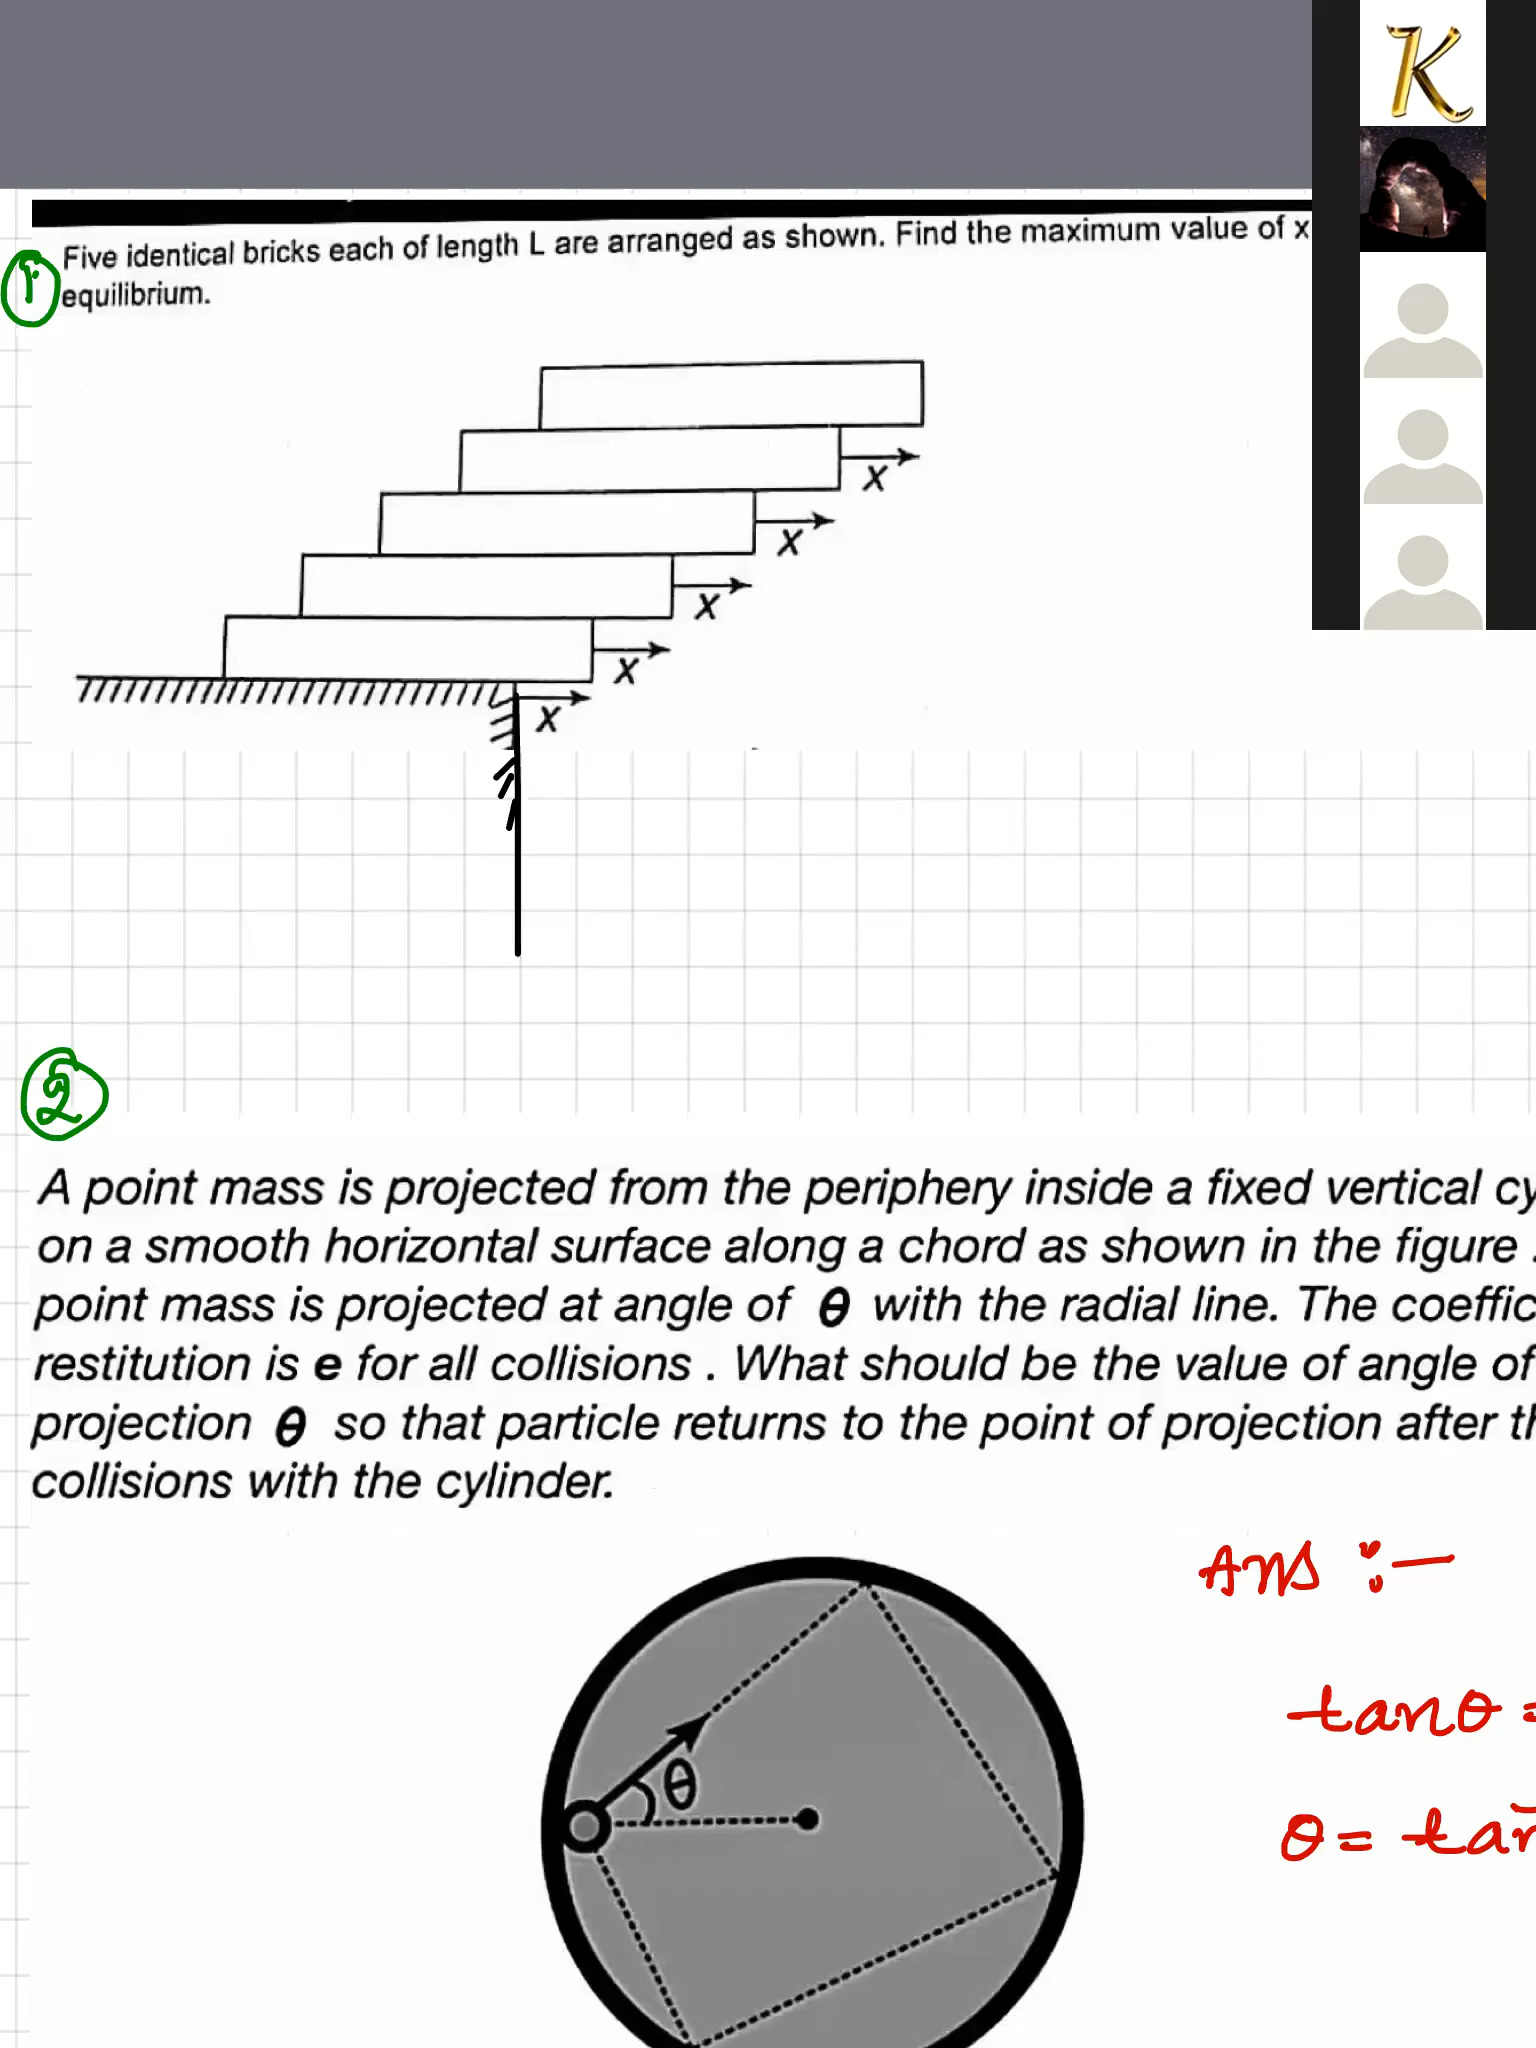 K
Five identical bricks each of length L are arranged as shown. Find the maximum value of x
1
equilibrium.
x
x
x
x
x
2
A point mass is projected from the periphery inside a fixed vertical cy
on a smooth horizontal surface along a chord as shown in the figure .
point mass is projected at angle of θ with the radial line. The coeffic
restitution is e for all collisions . What should be the value of angle of
projection θ so that particle returns to the point of projection after th
collisions with the cylinder.
Ans :-
θ
tanθ =
θ = tan